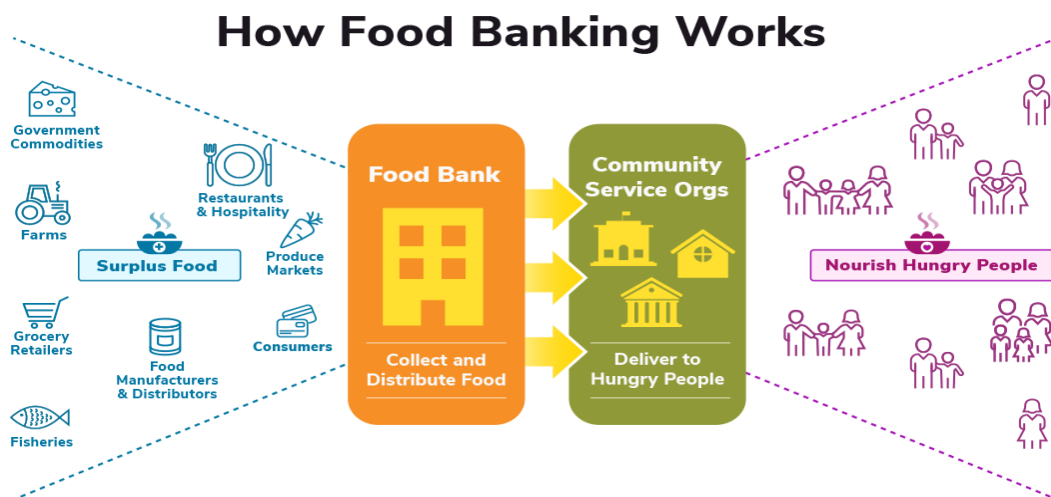 How Food Banking Works
Government
Commodities
Restaurants
& Hospitality
Farms
Surplus Food
Produce
Markets
Grocery
Retailers
Food
Manufacturers
& Distributors
Consumers
Fisheries
Food Bank
Collect and
Distribute Food
Community
Service Orgs
Deliver to
Hungry People
Nourish Hungry People